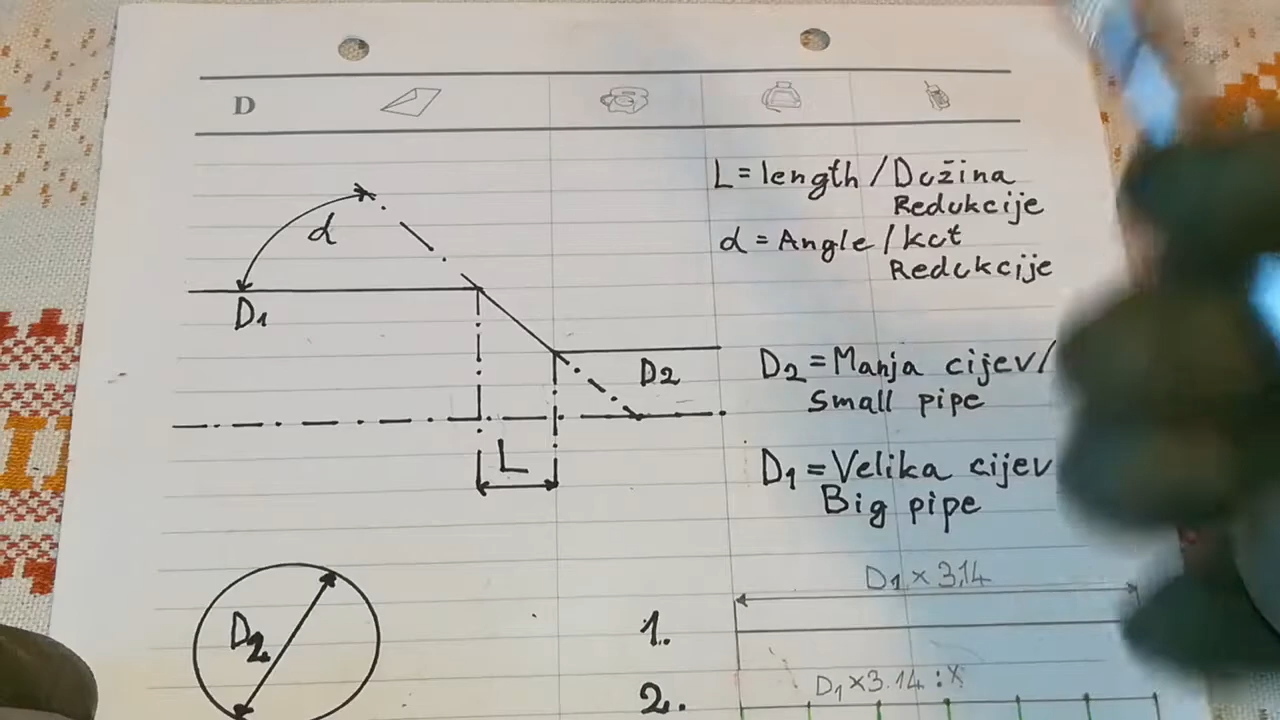 D
L = length / Dužina
Redukcije
α = Angle / kut
Redukcije
α
D1
D2
D2 = Manja cijev/
Small pipe
L
D1 = Velika cijev
Big pipe
D1 × 3,14
D2
1.
D1 × 3.14 : X
2.